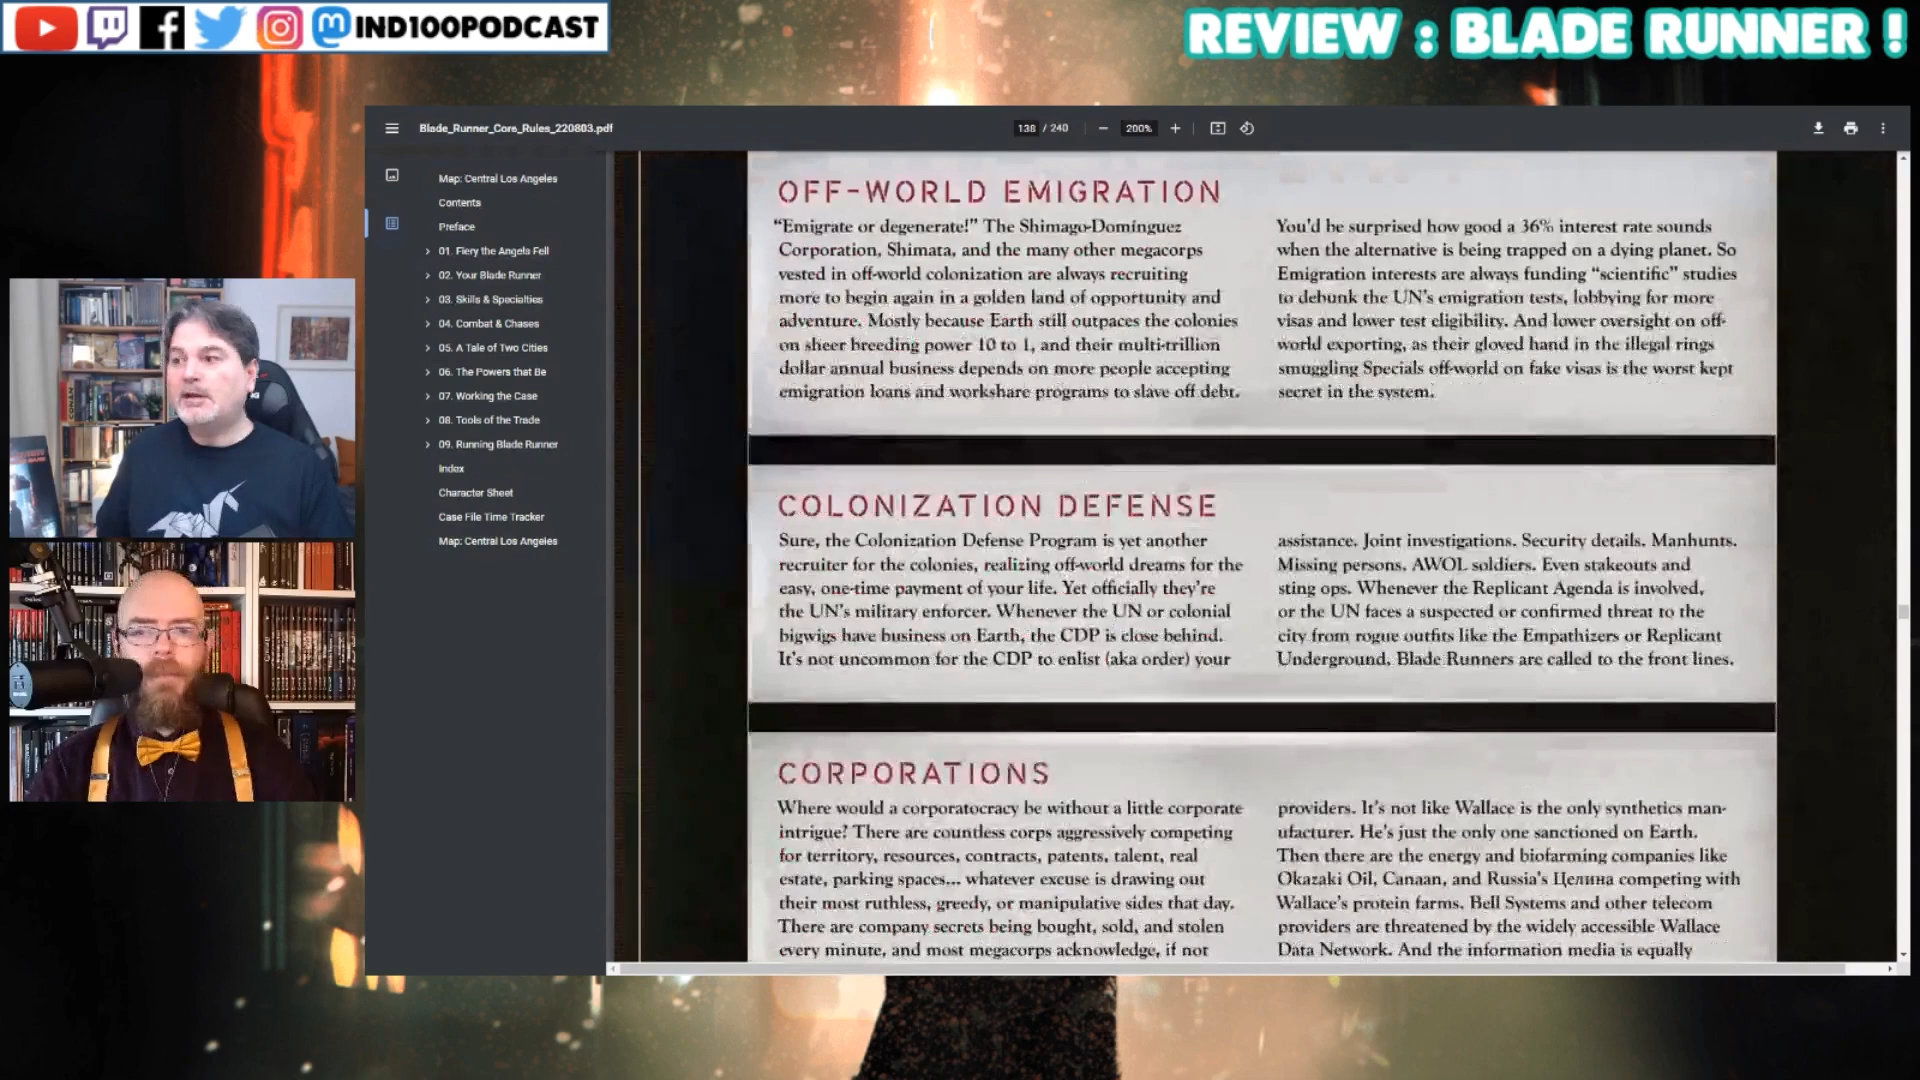 IND100PODCAST
REVIEW : BLADE RUNNER !
Blade_Runner_Core_Rules_220803.pdf
138 / 240
200%
Map: Central Los Angeles
Contents
Preface
01. Fiery the Angels Fell
02. Your Blade Runner
03. Skills & Specialties
04. Combat & Chases
05. A Tale of Two Cities
06. The Powers that Be
07. Working the Case
08. Tools of the Trade
09. Running Blade Runner
Index
Character Sheet
Case File Time Tracker
Map: Central Los Angeles
OFF-WORLD EMIGRATION
“Emigrate or degenerate!” The Shimago-Domínguez
Corporation, Shimata, and the many other megacorps
vested in off-world colonization are always recruiting
more to begin again in a golden land of opportunity and
adventure. Mostly because Earth still outpaces the colonies
on sheer breeding power 10 to 1, and their multi-trillion
dollar annual business depends on more people accepting
emigration loans and workshare programs to slave off debt.
You'd be surprised how good a 36% interest rate sounds
when the alternative is being trapped on a dying planet. So
Emigration interests are always funding “scientific” studies
to debunk the UN's emigration tests, lobbying for more
visas and lower test eligibility. And lower oversight on off-
world exporting, as their gloved hand in the illegal rings
smuggling Specials off-world on fake visas is the worst kept
secret in the system.
COLONIZATION DEFENSE
Sure, the Colonization Defense Program is yet another
recruiter for the colonies, realizing off-world dreams for the
easy, one-time payment of your life. Yet officially they're
the UN's military enforcer. Whenever the UN or colonial
bigwigs have business on Earth, the CDP is close behind.
It's not uncommon for the CDP to enlist (aka order) your
assistance. Joint investigations. Security details. Manhunts.
Missing persons. AWOL soldiers. Even stakeouts and
sting ops. Whenever the Replicant Agenda is involved,
or the UN faces a suspected or confirmed threat to the
city from rogue outfits like the Empathizers or Replicant
Underground, Blade Runners are called to the front lines.
CORPORATIONS
Where would a corporatocracy be without a little corporate
intrigue? There are countless corps aggressively competing
for territory, resources, contracts, patents, talent, real
estate, parking spaces... whatever excuse is drawing out
their most ruthless, greedy, or manipulative sides that day.
There are company secrets being bought, sold, and stolen
every minute, and most megacorps acknowledge, if not
providers. It's not like Wallace is the only synthetics man-
ufacturer. He's just the only one sanctioned on Earth.
Then there are the energy and biofarming companies like
Okazaki Oil, Canaan, and Russia's Целина competing with
Wallace's protein farms. Bell Systems and other telecom
providers are threatened by the widely accessible Wallace
Data Network. And the information media is equally